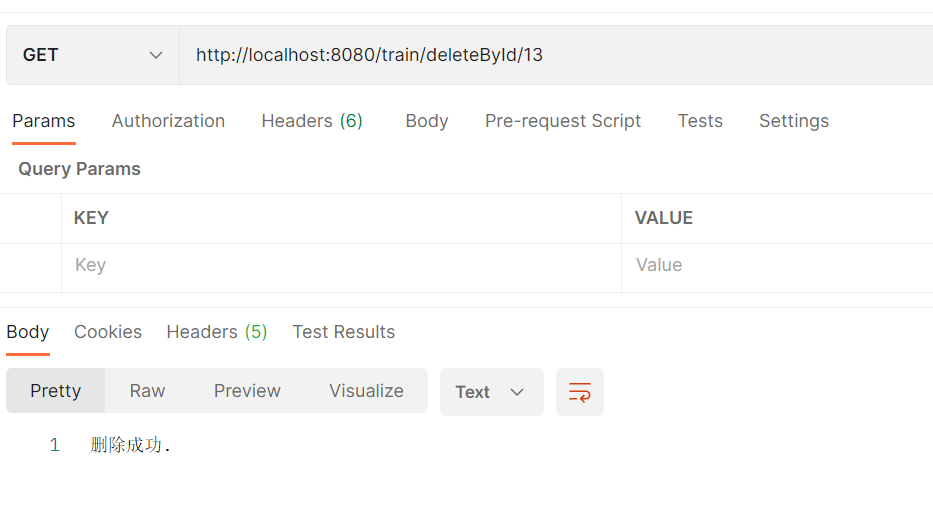 GET http://localhost:8080/train/deleteById/13
Params Authorization Headers (6) Body Pre-request Script Tests Settings
Query Params
KEY VALUE
Key Value
Body Cookies Headers (5) Test Results
Pretty Raw Preview Visualize Text
1 删除成功.